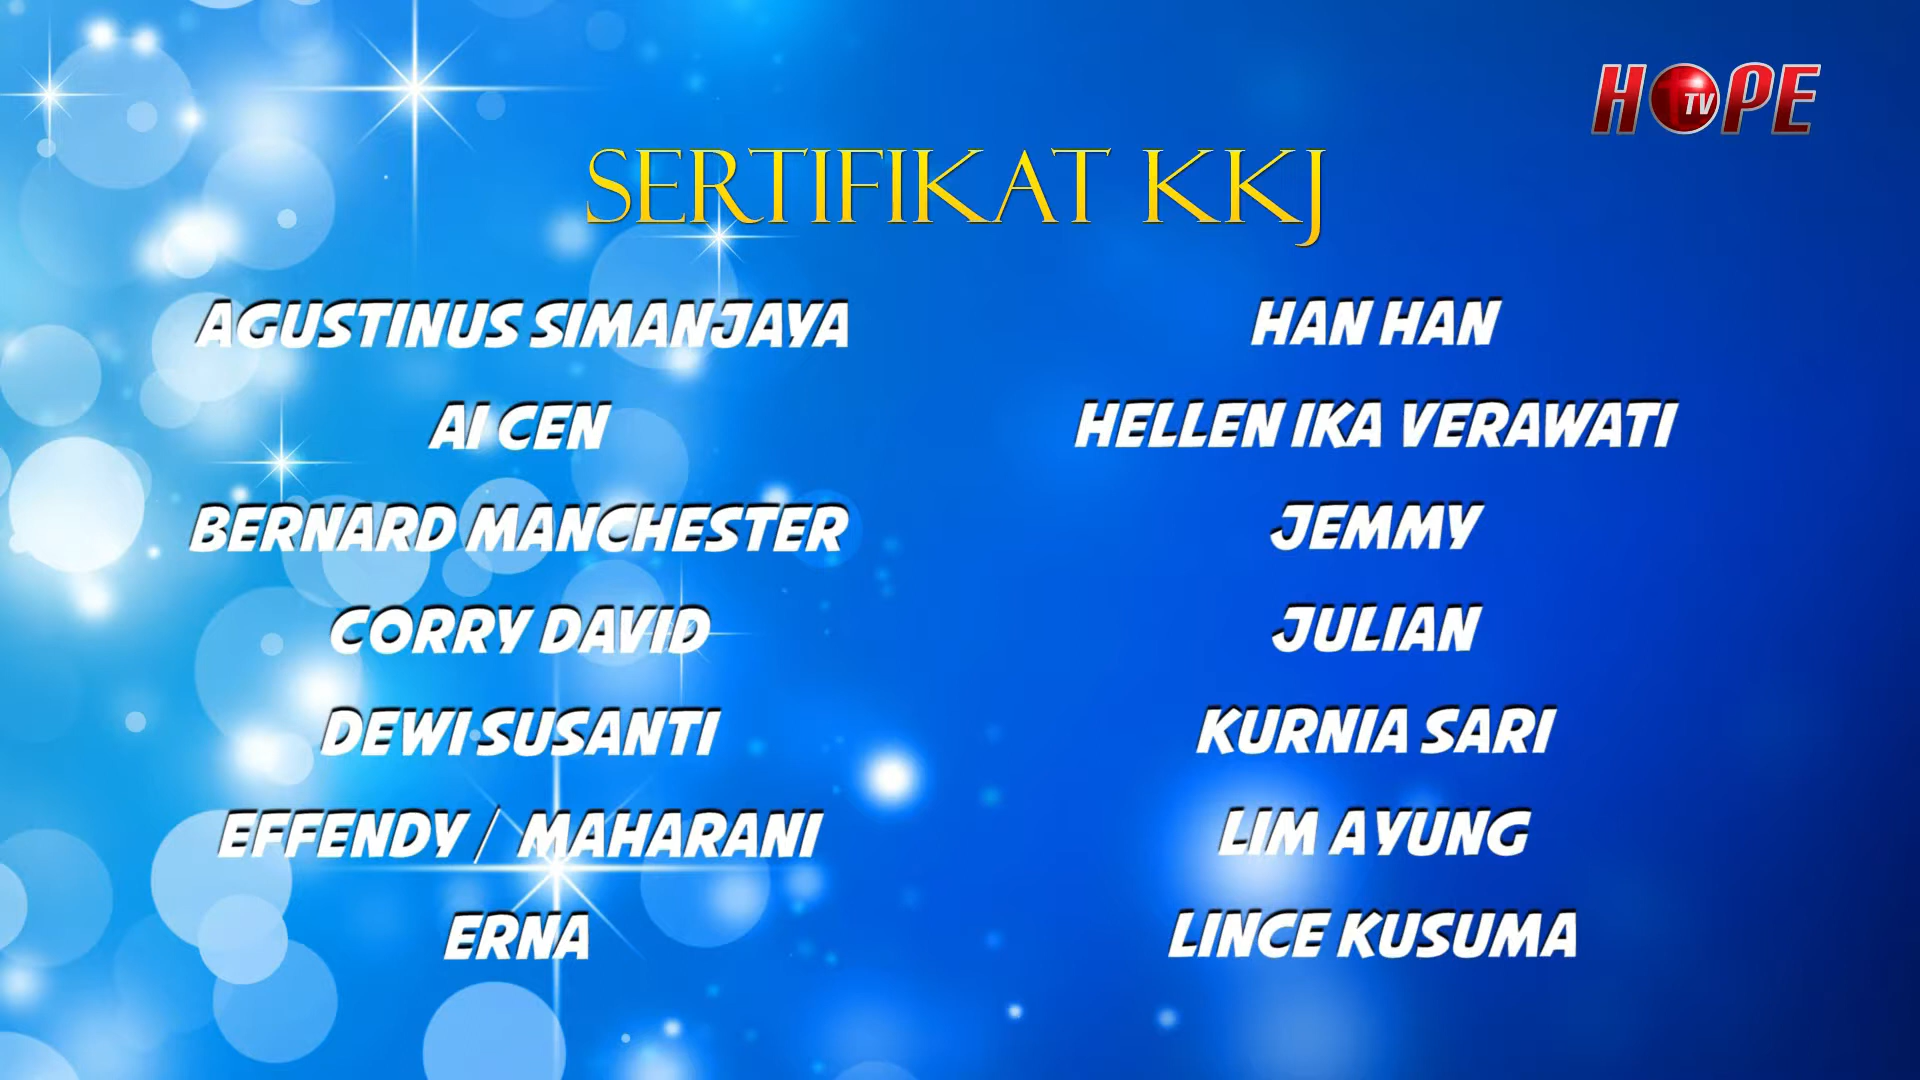 HOPE TV
SERTIFIKAT KKJ
AGUSTINUS SIMANJAYA
AI CEN
BERNARD MANCHESTER
CORRY DAVID
DEWI SUSANTI
EFFENDY / MAHARANI
ERNA
HAN HAN
HELLEN IKA VERAWATI
JEMMY
JULIAN
KURNIA SARI
LIM AYUNG
LINCE KUSUMA